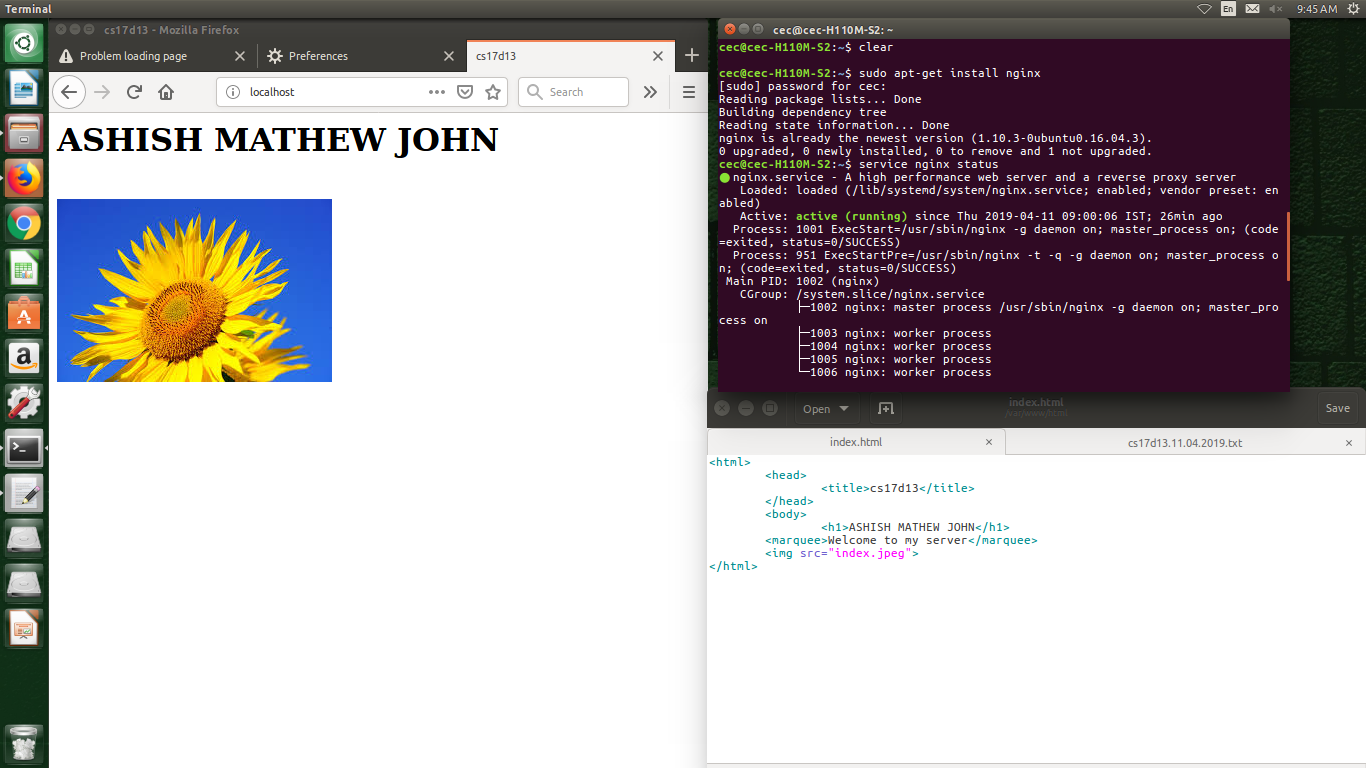 Terminal
En
9:45 AM
cs17d13 - Mozilla Firefox
Problem loading page
Preferences
cs17d13
localhost
Search
ASHISH MATHEW JOHN
cec@cec-H110M-S2: ~
cec@cec-H110M-S2:~$ clear
cec@cec-H110M-S2:~$ sudo apt-get install nginx
[sudo] password for cec:
Reading package lists... Done
Building dependency tree
Reading state information... Done
nginx is already the newest version (1.10.3-0ubuntu0.16.04.3).
0 upgraded, 0 newly installed, 0 to remove and 1 not upgraded.
cec@cec-H110M-S2:~$ service nginx status
● nginx.service - A high performance web server and a reverse proxy server
Loaded: loaded (/lib/systemd/system/nginx.service; enabled; vendor preset: en
abled)
Active: active (running) since Thu 2019-04-11 09:00:06 IST; 26min ago
Process: 1001 ExecStart=/usr/sbin/nginx -g daemon on; master_process on; (code
=exited, status=0/SUCCESS)
Process: 951 ExecStartPre=/usr/sbin/nginx -t -q -g daemon on; master_process o
n; (code=exited, status=0/SUCCESS)
Main PID: 1002 (nginx)
CGroup: /system.slice/nginx.service
├─1002 nginx: master process /usr/sbin/nginx -g daemon on; master_pro
cess on
├─1003 nginx: worker process
├─1004 nginx: worker process
├─1005 nginx: worker process
└─1006 nginx: worker process
Open
index.html
/var/www/html
Save
index.html
cs17d13.11.04.2019.txt
<html>
<head>
<title>cs17d13</title>
</head>
<body>
<h1>ASHISH MATHEW JOHN</h1>
<marquee>Welcome to my server</marquee>
<img src="index.jpeg">
</html>